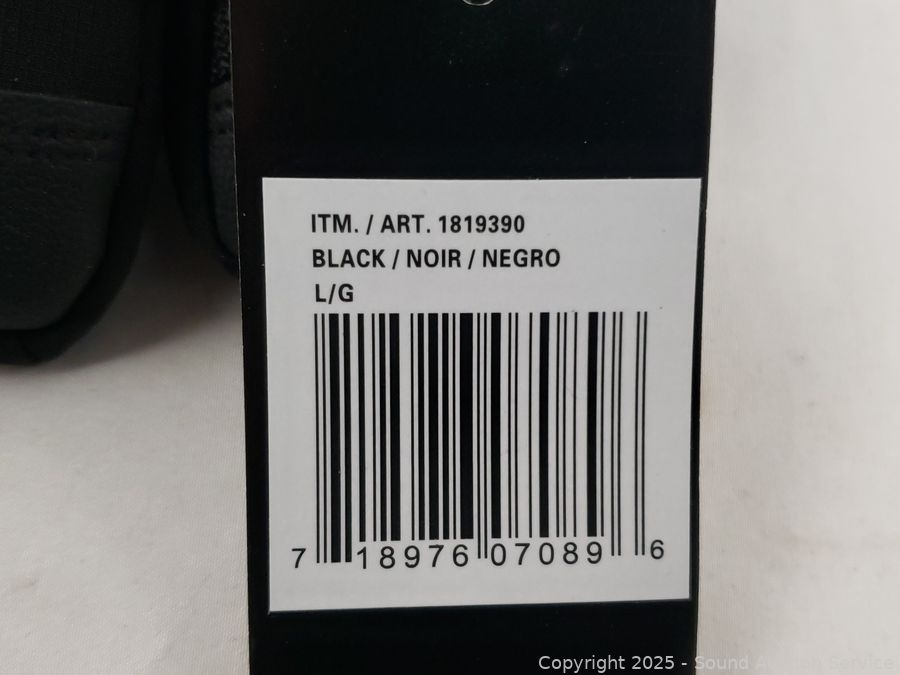 ITM. / ART. 1819390
BLACK / NOIR / NEGRO
L/G
7 18976 07089 6
Copyright 2025 - Sound Auction Service